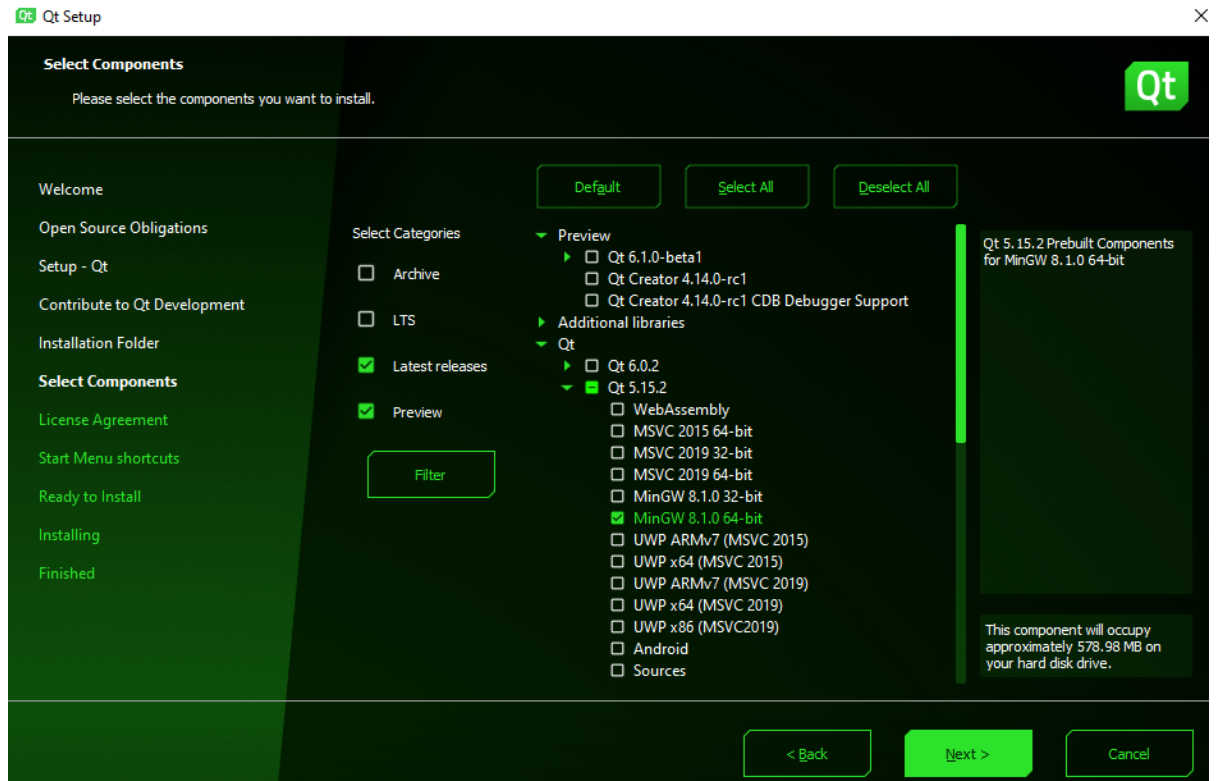 Qt Qt Setup
Select Components
Please select the components you want to install.
Qt
Welcome
Open Source Obligations
Setup - Qt
Contribute to Qt Development
Installation Folder
Select Components
License Agreement
Start Menu shortcuts
Ready to Install
Installing
Finished
Select Categories
Archive
LTS
Latest releases
Preview
Filter
Default
Select All
Deselect All
Preview
Qt 6.1.0-beta1
Qt Creator 4.14.0-rc1
Qt Creator 4.14.0-rc1 CDB Debugger Support
Additional libraries
Qt
Qt 6.0.2
Qt 5.15.2
WebAssembly
MSVC 2015 64-bit
MSVC 2019 32-bit
MSVC 2019 64-bit
MinGW 8.1.0 32-bit
MinGW 8.1.0 64-bit
UWP ARMv7 (MSVC 2015)
UWP x64 (MSVC 2015)
UWP ARMv7 (MSVC 2019)
UWP x64 (MSVC 2019)
UWP x86 (MSVC2019)
Android
Sources
Qt 5.15.2 Prebuilt Components
for MinGW 8.1.0 64-bit
This component will occupy
approximately 578.98 MB on
your hard disk drive.
< Back
Next >
Cancel